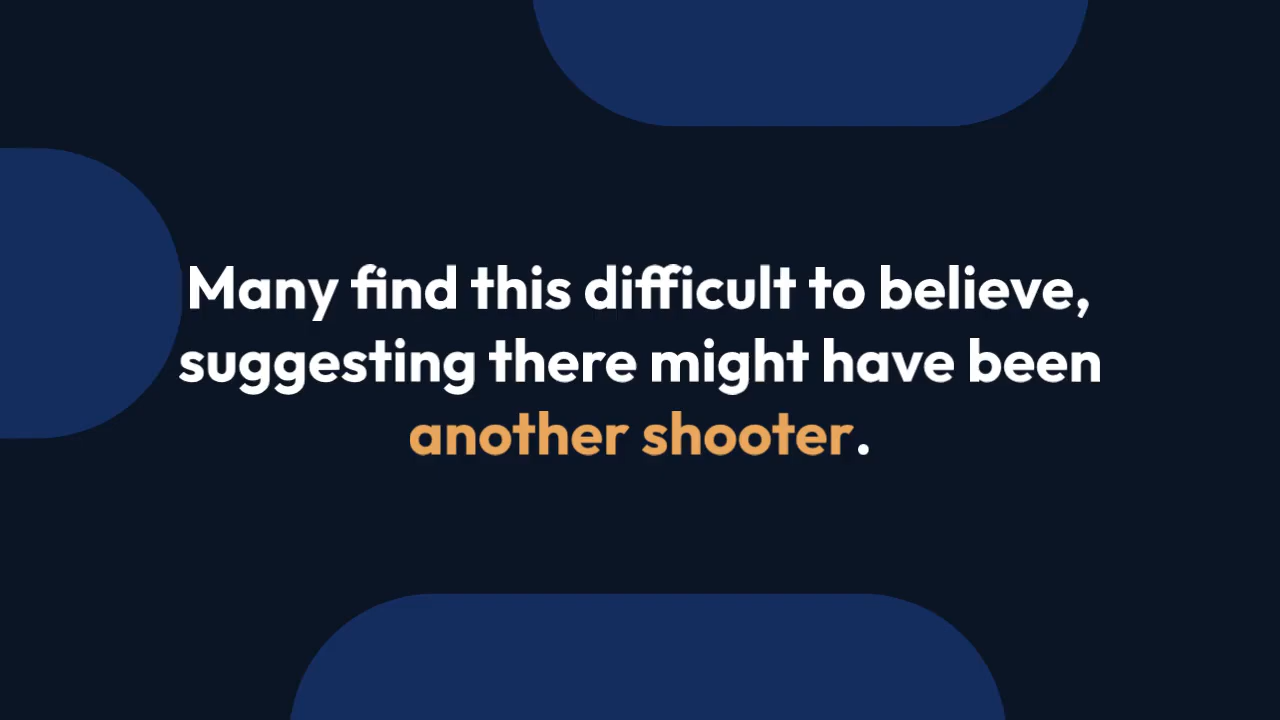 Many find this difficult to believe,
suggesting there might have been
another shooter.